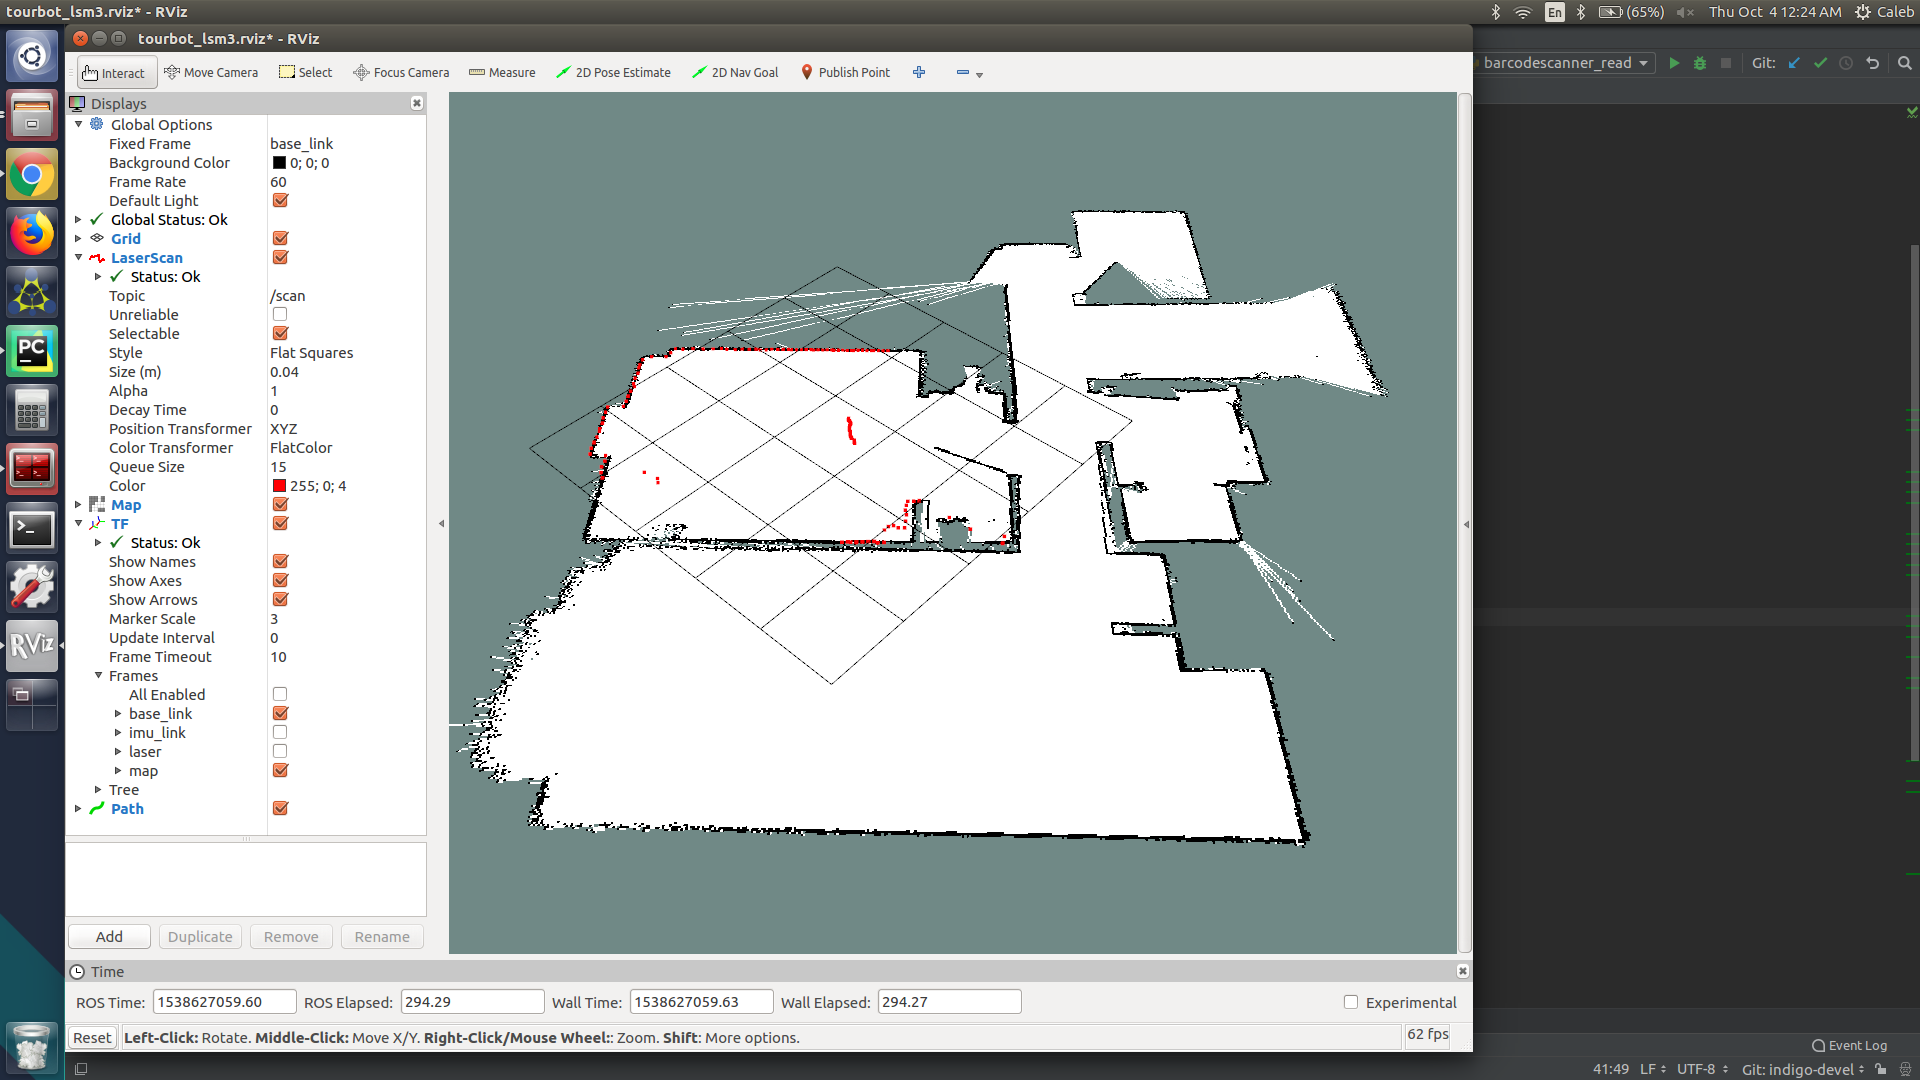 tourbot_lsm3.rviz* - RViz
En
(65%)
Thu Oct 4 12:24 AM
Caleb
tourbot_lsm3.rviz* - RViz
Interact
Move Camera
Select
Focus Camera
Measure
2D Pose Estimate
2D Nav Goal
Publish Point
barcodescanner_read
Git:
Displays
Global Options
Fixed Frame base_link
Background Color 0; 0; 0
Frame Rate 60
Default Light
Global Status: Ok
Grid
LaserScan
Status: Ok
Topic /scan
Unreliable
Selectable
Style Flat Squares
Size (m) 0.04
Alpha 1
Decay Time 0
Position Transformer XYZ
Color Transformer FlatColor
Queue Size 15
Color 255; 0; 4
Map
TF
Status: Ok
Show Names
Show Axes
Show Arrows
Marker Scale 3
Update Interval 0
Frame Timeout 10
Frames
All Enabled
base_link
imu_link
laser
map
Tree
Path
PC
RViz
Add
Duplicate
Remove
Rename
Time
ROS Time: 1538627059.60 ROS Elapsed: 294.29 Wall Time: 1538627059.63 Wall Elapsed: 294.27 Experimental
Reset
Left-Click: Rotate. Middle-Click: Move X/Y. Right-Click/Mouse Wheel:: Zoom. Shift: More options.
62 fps
Event Log
41:49 LF UTF-8 Git: indigo-devel